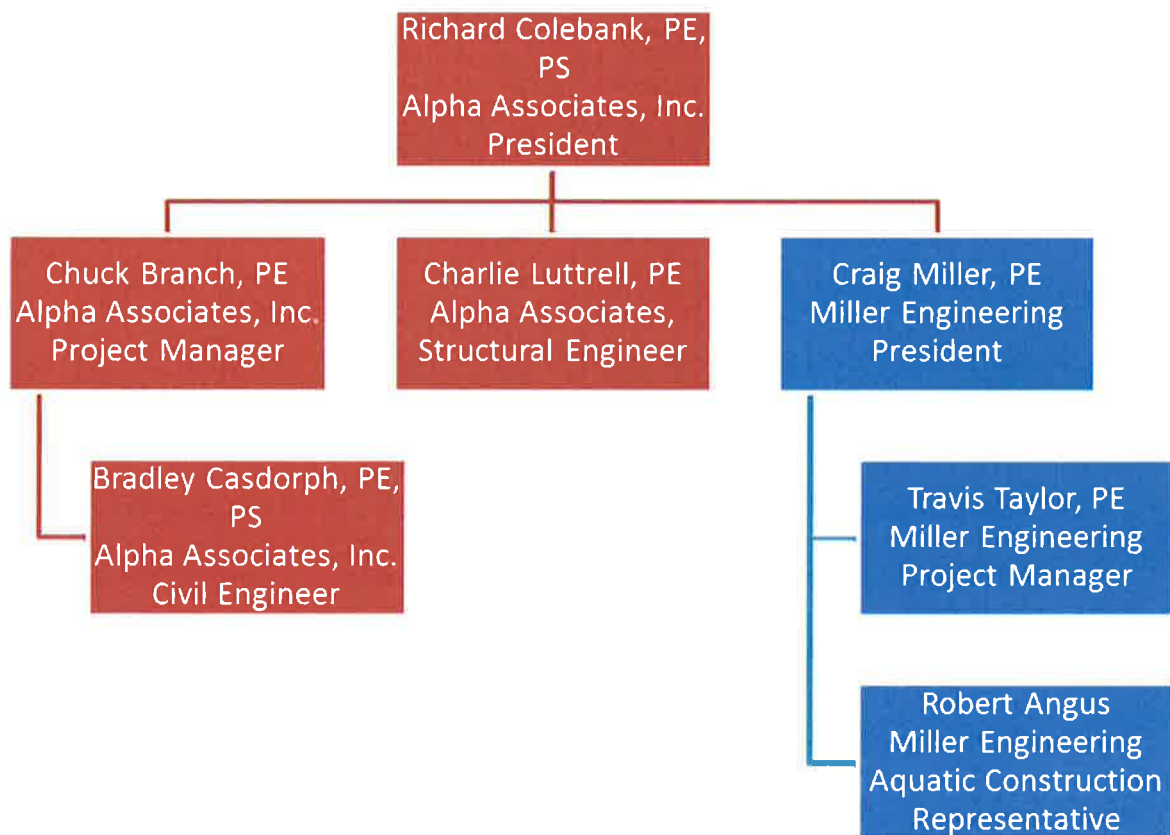 Richard Colebank, PE,
PS
Alpha Associates, Inc.
President
Chuck Branch, PE
Alpha Associates, Inc.
Project Manager
Charlie Luttrell, PE
Alpha Associates,
Structural Engineer
Craig Miller, PE
Miller Engineering
President
Bradley Casdorph, PE,
PS
Alpha Associates, Inc.
Civil Engineer
Travis Taylor, PE
Miller Engineering
Project Manager
Robert Angus
Miller Engineering
Aquatic Construction
Representative